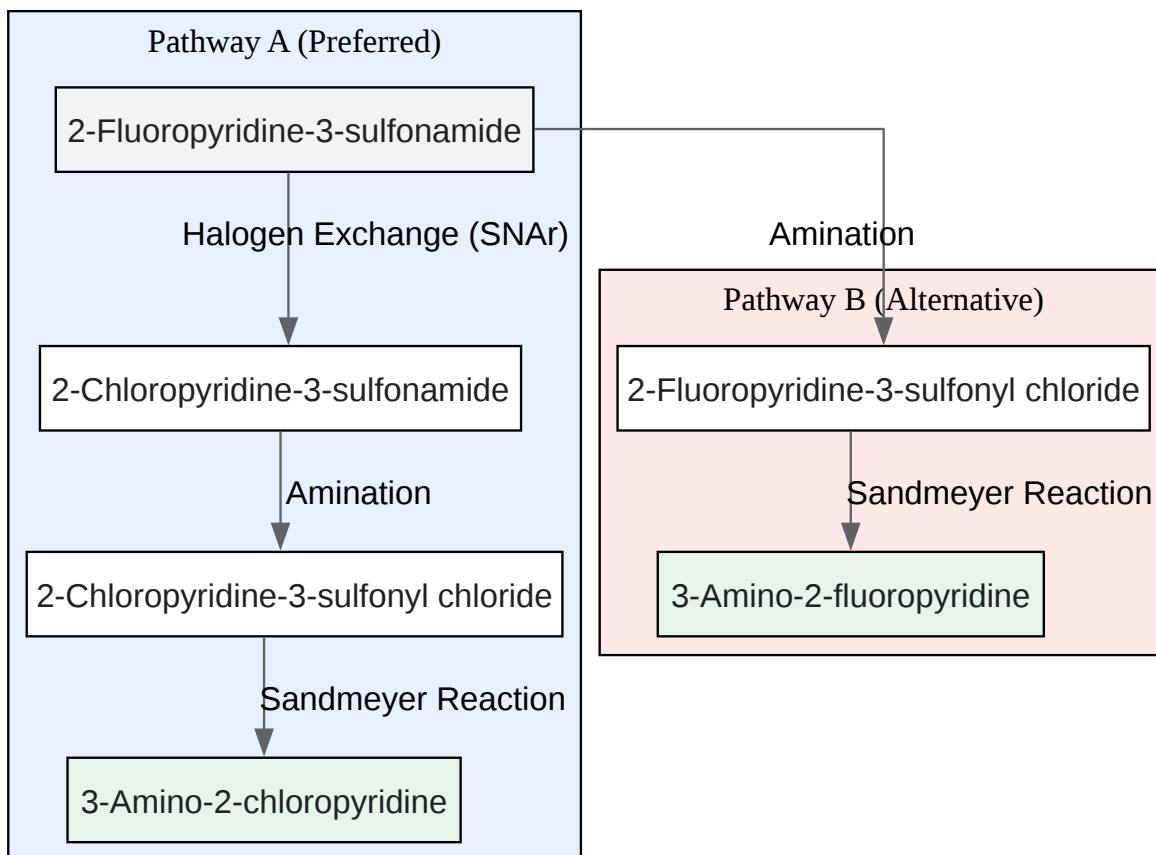 Pathway A (Preferred)
2-Fluoropyridine-3-sulfonamide
Halogen Exchange (SNAr)
2-Chloropyridine-3-sulfonamide
Amination
2-Chloropyridine-3-sulfonyl chloride
Sandmeyer Reaction
3-Amino-2-chloropyridine
Amination
Pathway B (Alternative)
2-Fluoropyridine-3-sulfonyl chloride
Sandmeyer Reaction
3-Amino-2-fluoropyridine